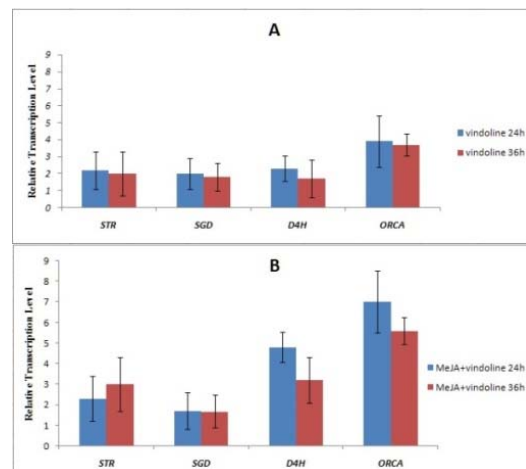 A
Relative Transcription Level
9
8
7
6
5
4
3
2
1
0
STR SGD D4H ORCA
vindoline 24h
vindoline 36h
B
Relative Transcription Level
9
8
7
6
5
4
3
2
1
0
STR SGD D4H ORCA
MeJA+vindoline 24h
MeJA+vindoline 36h